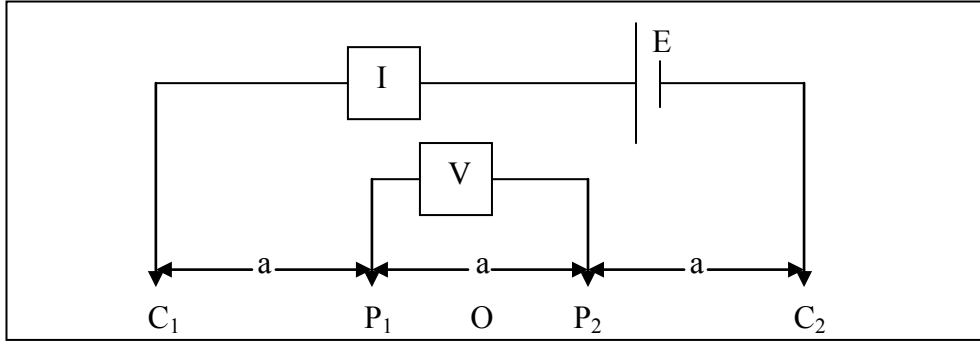 E
I
V
a a a
C₁ P₁ O P₂ C₂